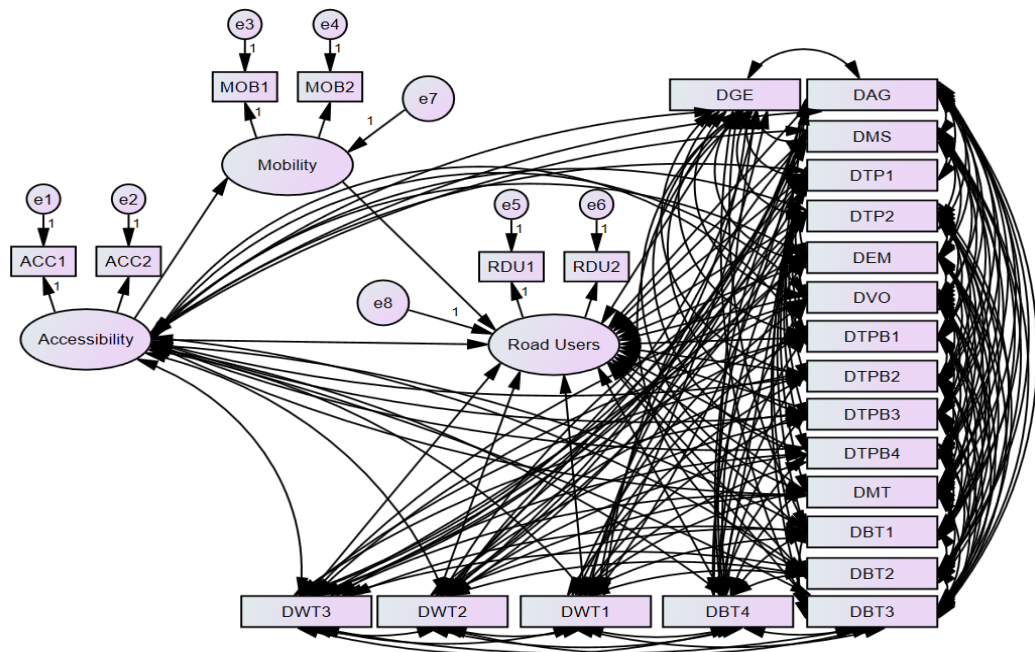 e3 e4
1 1
MOB1 MOB2
e7
1 1
Mobility
e1 e2
1 1
ACC1 ACC2
1
Accessibility
e5 e6
1 1
RDU1 RDU2
1
e8
1
Road Users
DGE DAG
DMS
DTP1
DTP2
DEM
DVO
DTPB1
DTPB2
DTPB3
DTPB4
DMT
DBT1
DBT2
DWT3 DWT2 DWT1 DBT4 DBT3